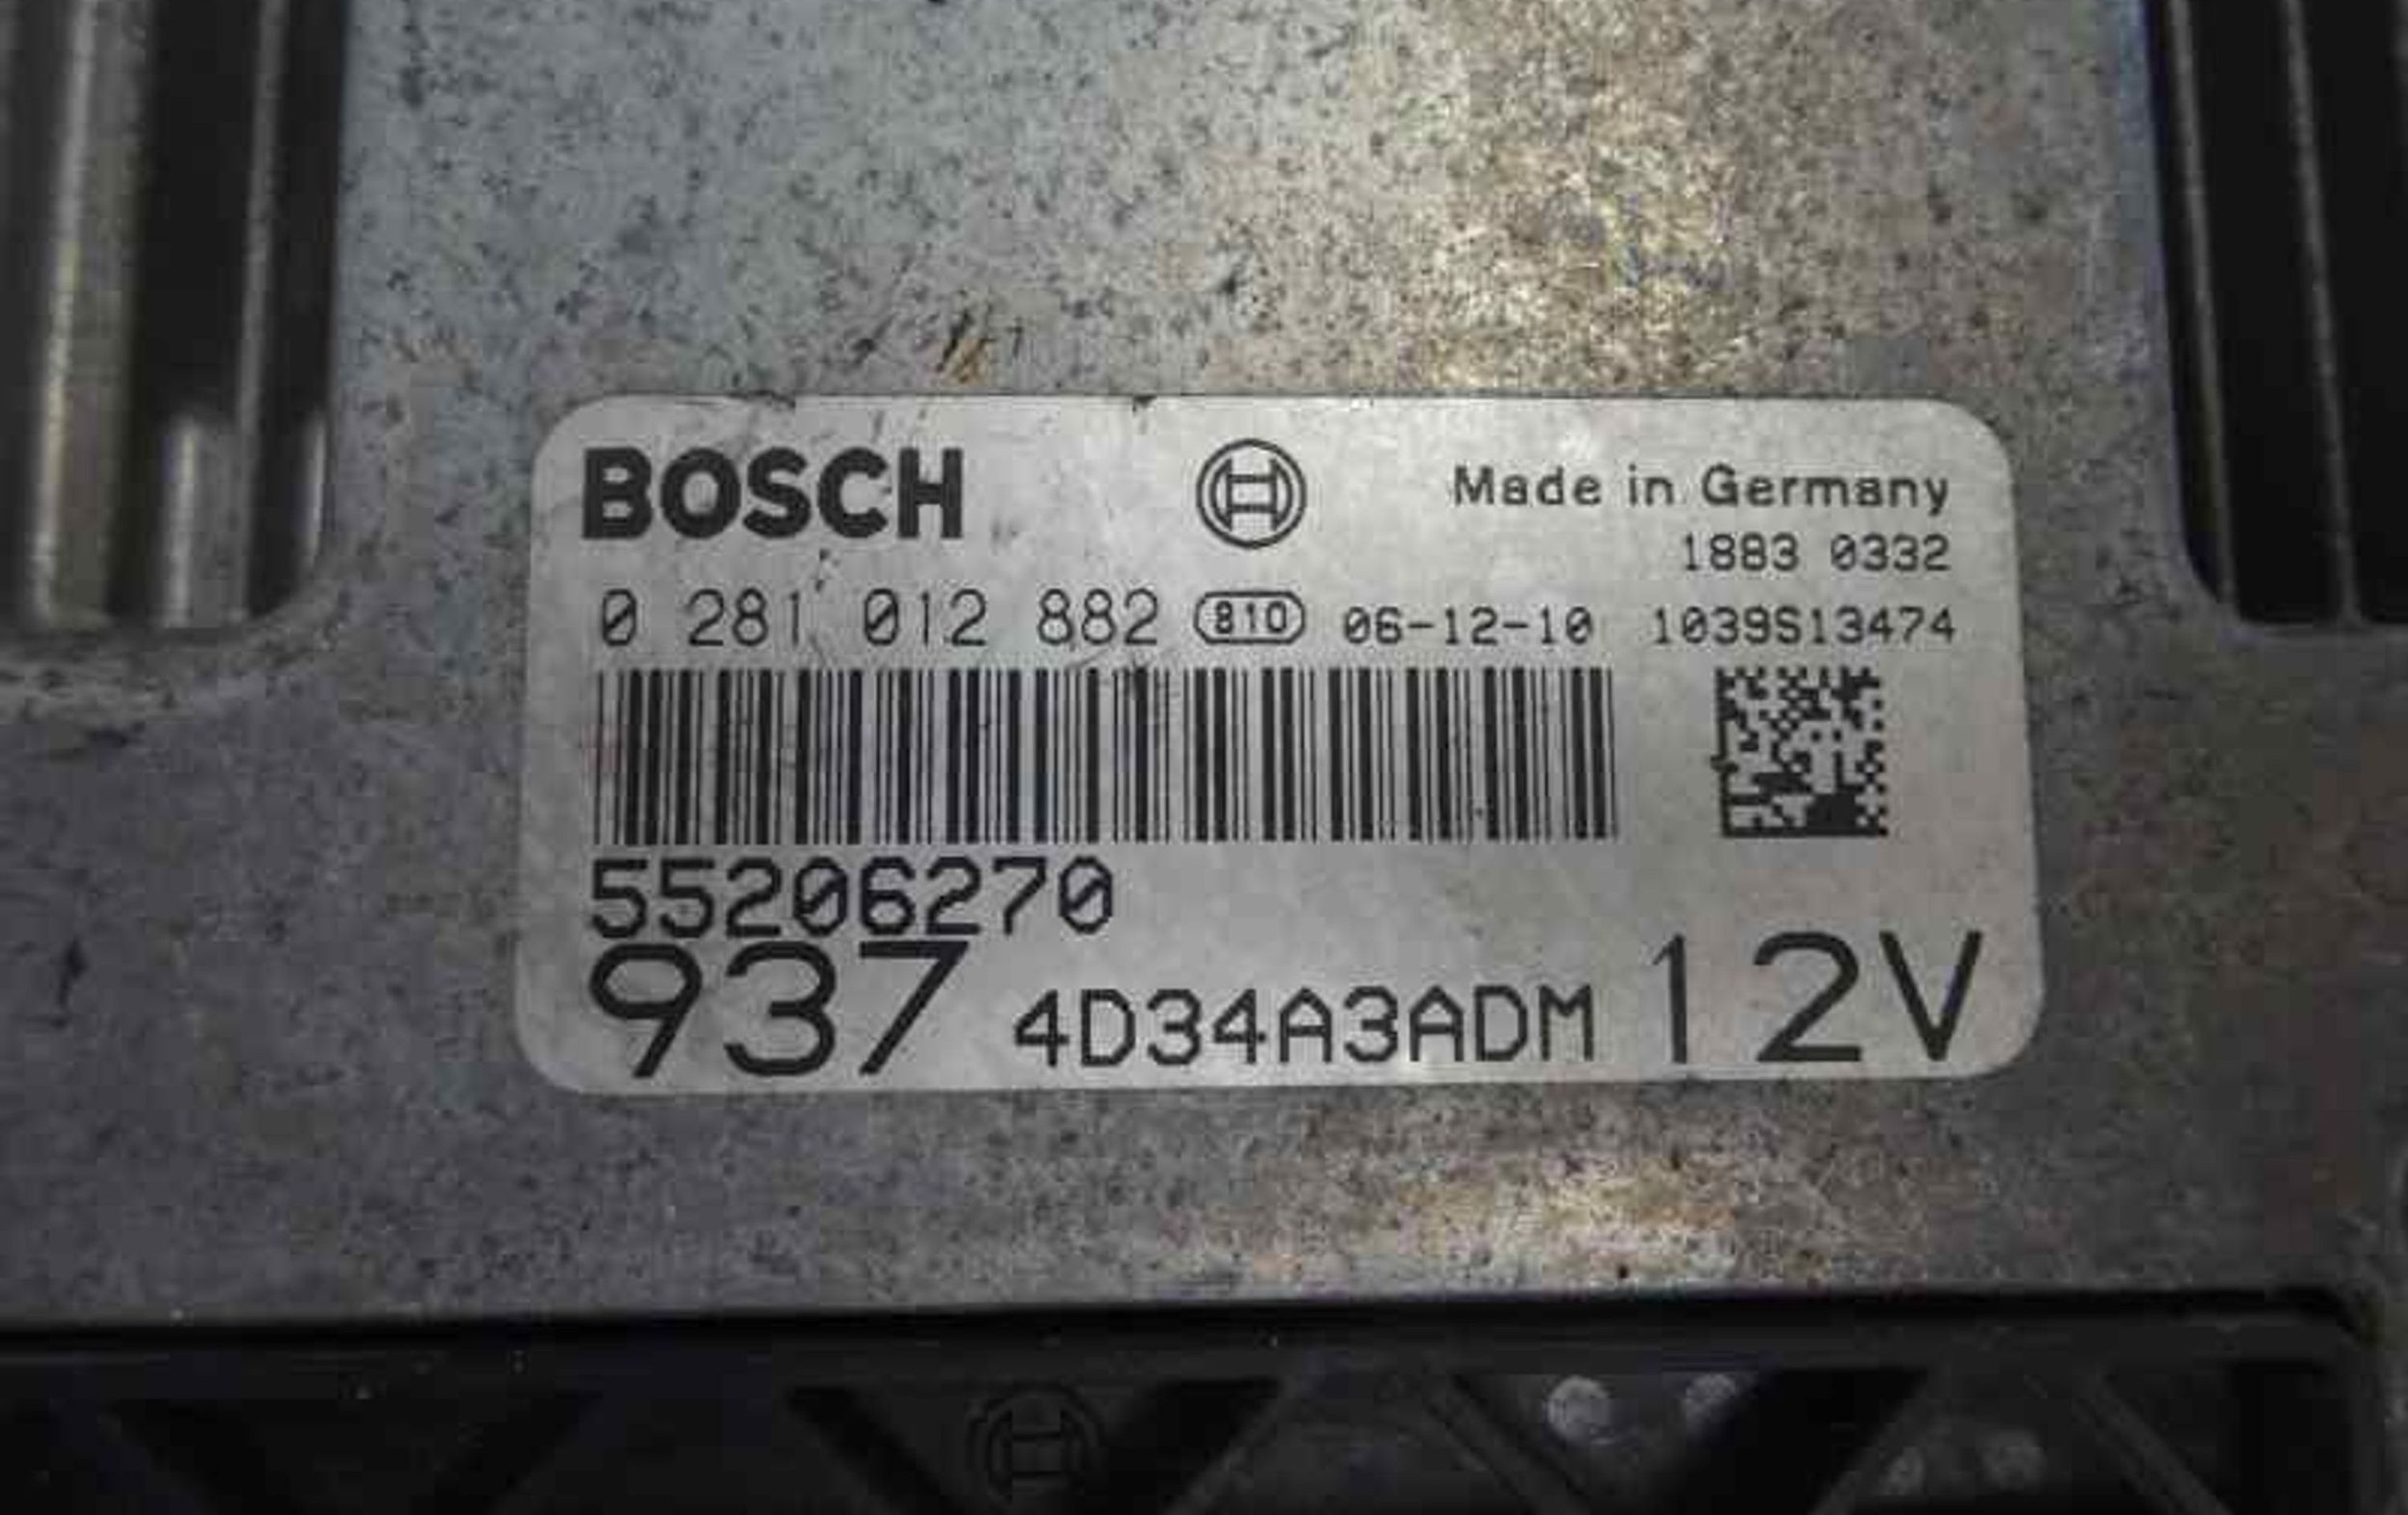 BOSCH
Made in Germany
1883 0332
0 281 012 882 810 06-12-10 1039S13474
55206270
937 4D34A3ADM 12V